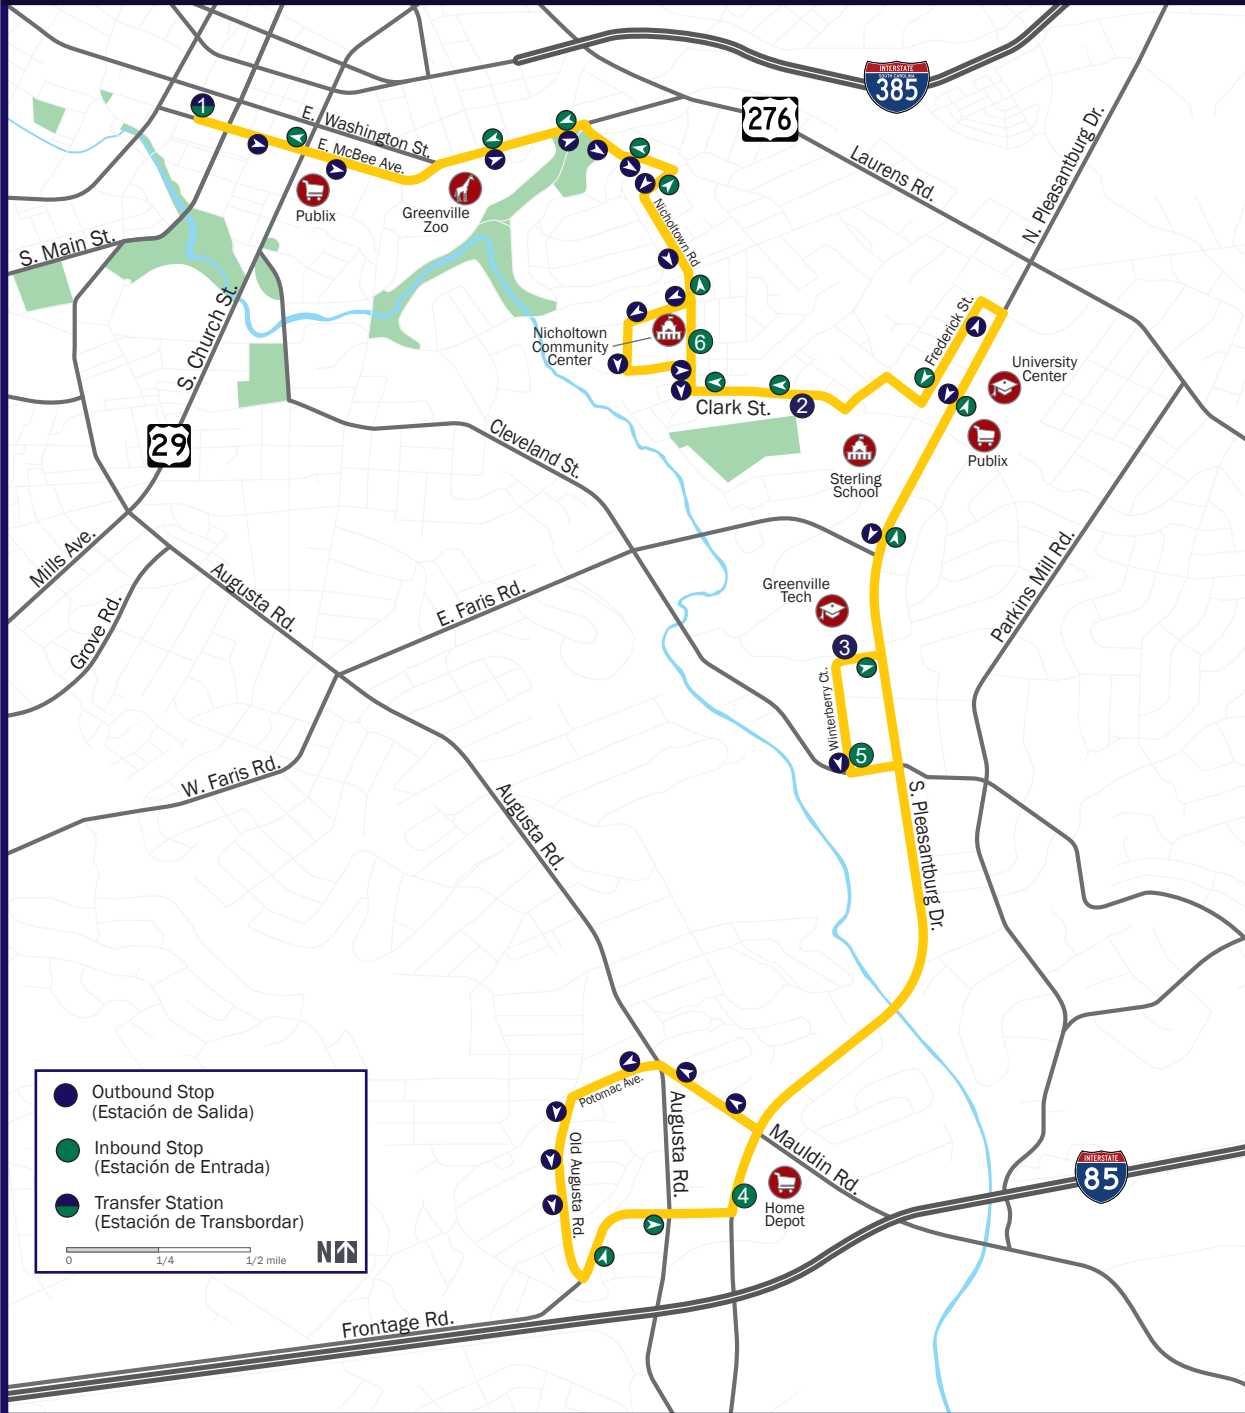 INTERSTATE
SOUTH CAROLINA
385
276
1
E. Washington St.
E. McBee Ave.
Publix
Greenville
Zoo
Laurens Rd.
N. Pleasantburg Dr.
S. Main St.
Nicholtown Rd
S. Church St.
Nicholtown
Community
Center
6
Frederick St.
University
Center
Clark St.
2
29
Cleveland St.
Publix
Sterling
School
Mills Ave.
Augusta Rd.
Grove Rd.
E. Faris Rd.
Greenville
Tech
Parkins Mill Rd.
3
Winterberry Ct.
5
W. Faris Rd.
Augusta Rd.
S. Pleasantburg Dr.
Potomac Ave.
Augusta Rd.
Old Augusta Rd.
Mauldin Rd.
4
Home
Depot
INTERSTATE
85
Outbound Stop
(Estación de Salida)
Inbound Stop
(Estación de Entrada)
Transfer Station
(Estación de Transbordar)
0 1/4 1/2 mile
N
Frontage Rd.